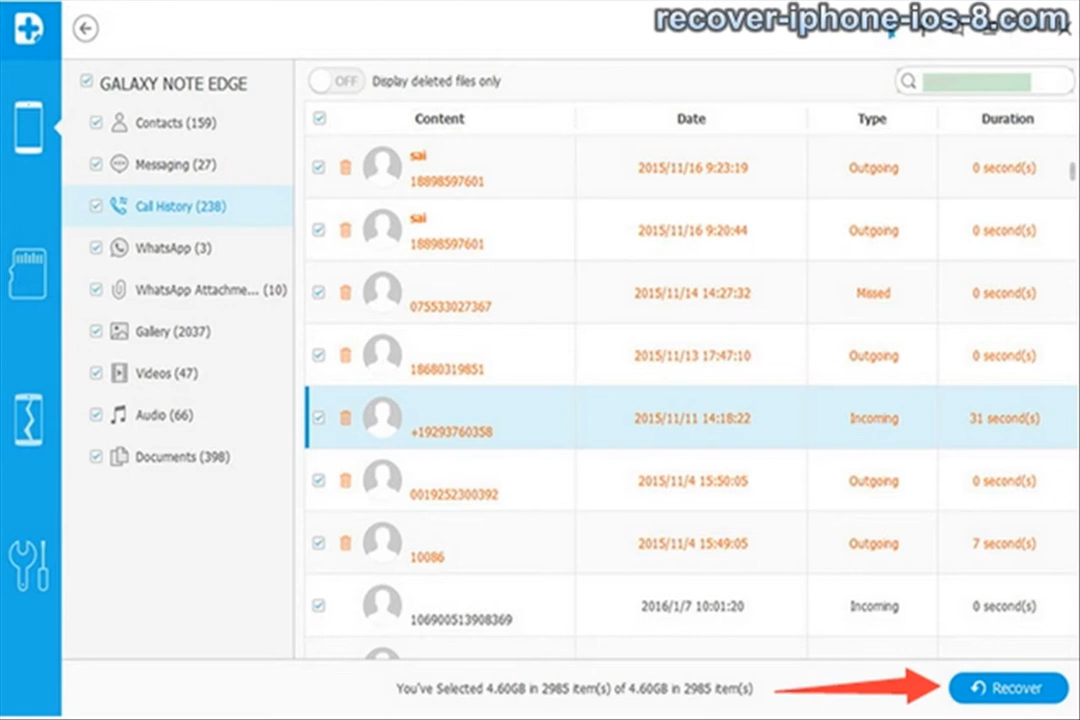 recover-iphone-ios-8.com
GALAXY NOTE EDGE
Contacts (159)
Messaging (27)
Call History (238)
WhatsApp (3)
WhatsApp Attachme... (10)
Gallery (2037)
Videos (47)
Audio (66)
Documents (398)
OFF Display deleted files only
Content Date Type Duration
sai
18898597601 2015/11/16 9:23:19 Outgoing 0 second(s)
sai
18898597601 2015/11/16 9:20:44 Outgoing 0 second(s)
075533027367 2015/11/14 14:27:32 Missed 0 second(s)
18680319851 2015/11/13 17:47:10 Outgoing 0 second(s)
+19293760358 2015/11/11 14:18:22 Incoming 31 second(s)
0019252300392 2015/11/4 15:50:05 Outgoing 0 second(s)
10086 2015/11/4 15:49:05 Outgoing 7 second(s)
106900513908369 2016/1/7 10:01:20 Incoming 0 second(s)
You've Selected 4.60GB in 2985 item(s) of 4.60GB in 2985 item(s)
Recover